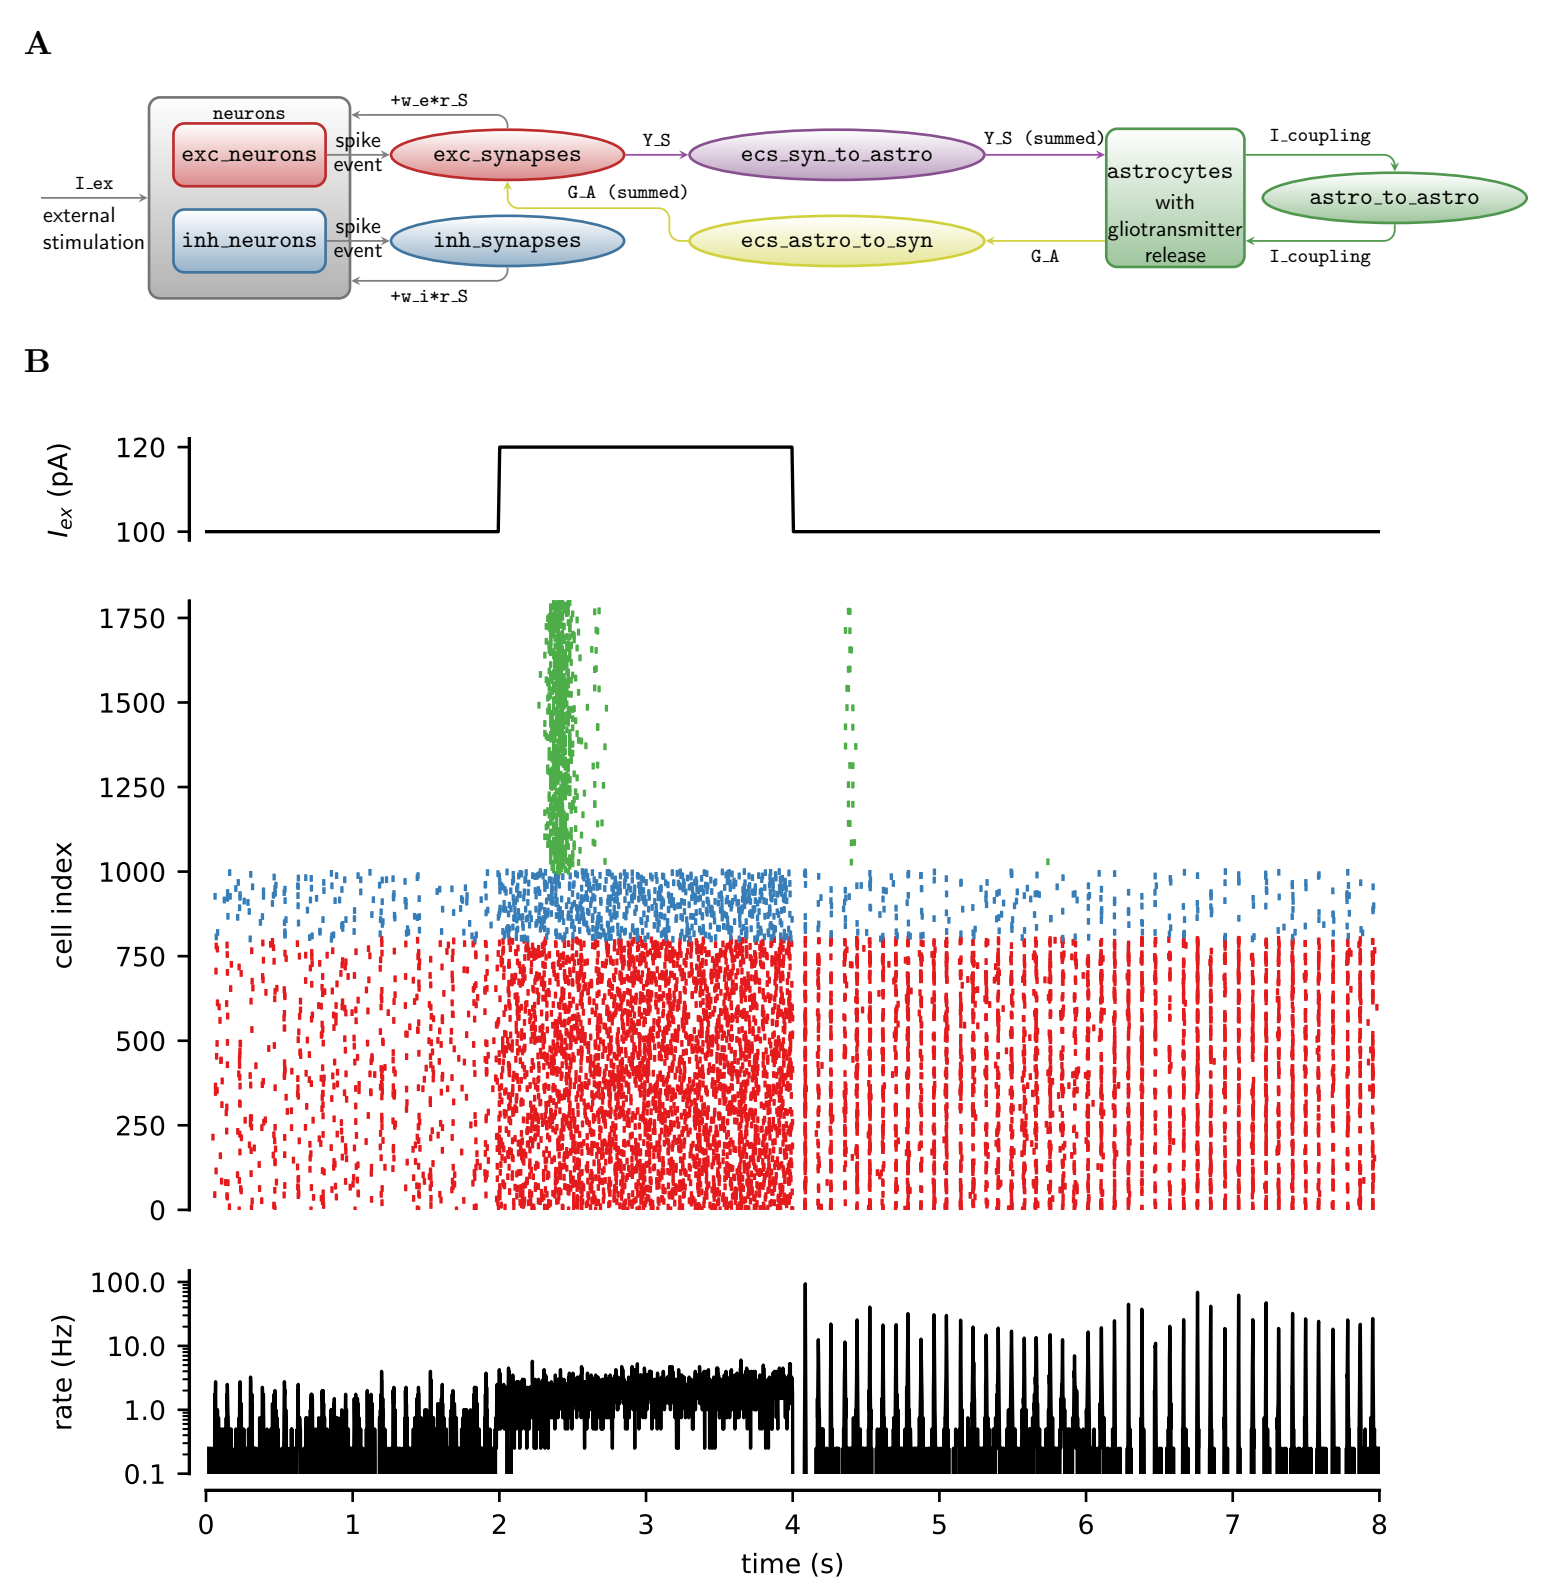 A
neurons
exc_neurons
inh_neurons
I_ex
external
stimulation
spike
event
spike
event
+w_e*r_S
exc_synapses
inh_synapses
+w_i*r_S
Y_S
G_A (summed)
ecs_syn_to_astro
ecs_astro_to_syn
Y_S (summed)
G_A
astrocytes
with
gliotransmitter
release
I_coupling
astro_to_astro
I_coupling
B
I_ex (pA)
120
100
cell index
1750
1500
1250
1000
750
500
250
0
rate (Hz)
100.0
10.0
1.0
0.1
0 1 2 3 4 5 6 7 8
time (s)